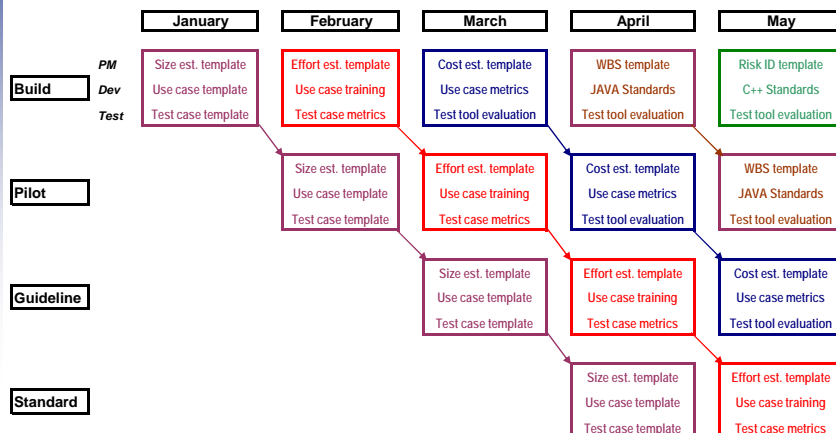 January February March April May
PM Size est. template Effort est. template Cost est. template WBS template Risk ID template
Build Dev Use case template Use case training Use case metrics JAVA Standards C++ Standards
Test Test case template Test case metrics Test tool evaluation Test tool evaluation Test tool evaluation
Size est. template Effort est. template Cost est. template WBS template
Pilot Use case template Use case training Use case metrics JAVA Standards
Test case template Test case metrics Test tool evaluation Test tool evaluation
Size est. template Effort est. template Cost est. template
Guideline Use case template Use case training Use case metrics
Test case template Test case metrics Test tool evaluation
Size est. template Effort est. template
Standard Use case template Use case training
Test case template Test case metrics